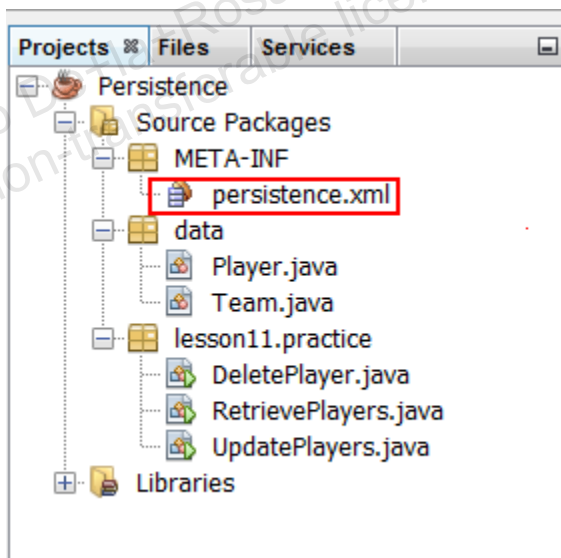 Projects Files Services
Persistence
Source Packages
META-INF
persistence.xml
data
Player.java
Team.java
lesson11.practice
DeletePlayer.java
RetrievePlayers.java
UpdatePlayers.java
Libraries